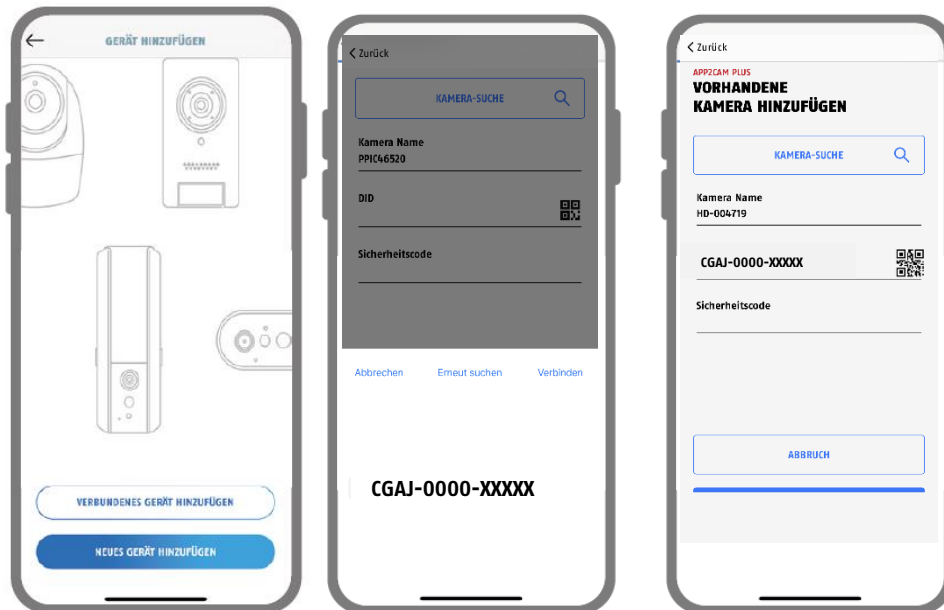 GERÄT HINZUFÜGEN
VERBUNDENES GERÄT HINZUFÜGEN
NEUES GERÄT HINZUFÜGEN
Zurück
KAMERA-SUCHE
Kamera Name
PPIC46520
DID
Sicherheitscode
Abbrechen Erneut suchen Verbinden
CGAJ-0000-XXXXX
Zurück
APP2CAM PLUS
VORHANDENE
KAMERA HINZUFÜGEN
KAMERA-SUCHE
Kamera Name
HD-004719
CGAJ-0000-XXXXX
Sicherheitscode
ABBRUCH